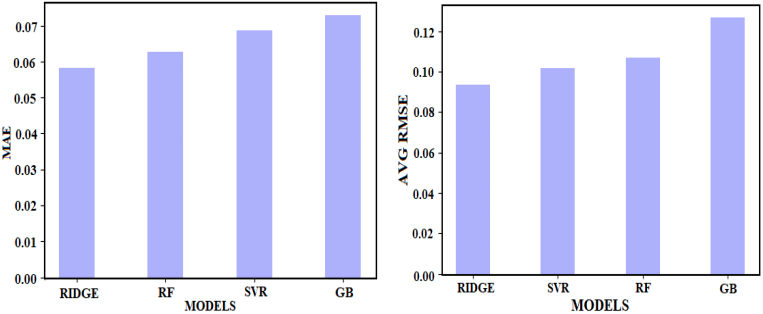 0.07
0.06
0.05
0.04
0.03
0.02
0.01
0.00
MAE
RIDGE RF SVR GB
MODELS
0.12
0.10
0.08
0.06
0.04
0.02
0.00
AVG RMSE
RIDGE SVR RF GB
MODELS